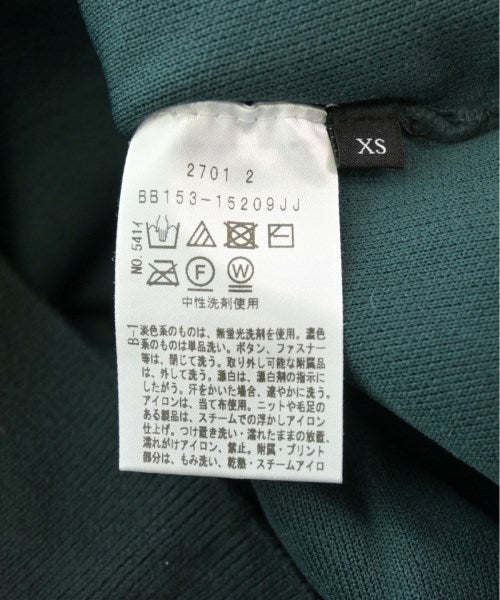 XS
2701 2
BB153-15209JJ
NO.541イ
F
W
中性洗剤使用
B-1
淡色系のものは、無蛍光洗剤を使用。濃色
系のものは単品洗い。ボタン、ファスナー
等は、閉じて洗う。取り外し可能な附属品
は、外して洗う。漂白は、漂白剤の指示に
したがう。汗をかいた場合、速やかに洗う。
アイロンは、当て布使用。ニットや毛足の
ある製品は、スチームでの浮かしアイロン
仕上げ。つけ置き洗い・濡れたままの放置、
濡れがけアイロン、禁止。附属・プリント
部分は、もみ洗い、乾熱・スチームアイロ